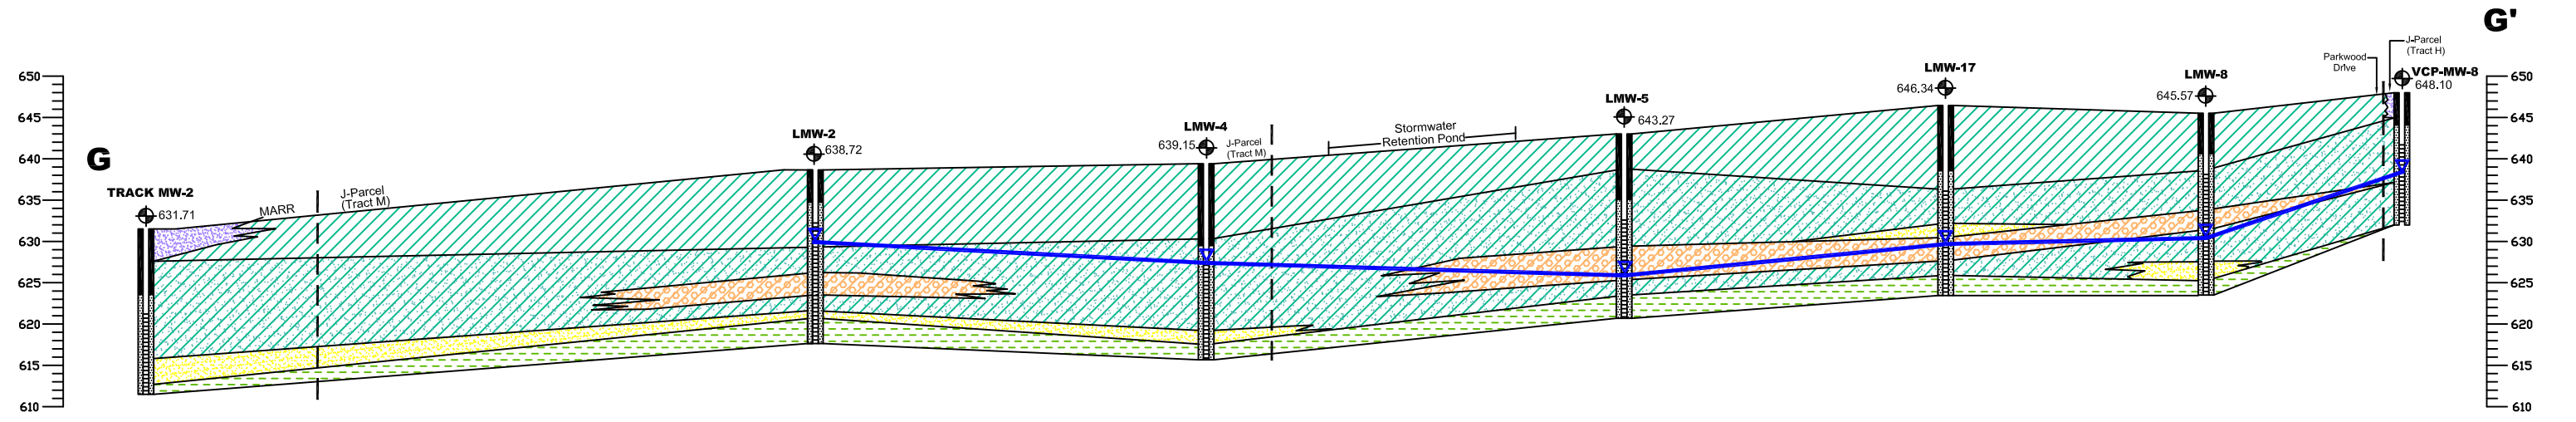 G'
J-Parcel
(Tract H)
Parkwood
Drive
VCP-MW-8
648.10
LMW-17
646.34
LMW-8
645.57
LMW-5
643.27
Stormwater
Retention Pond
LMW-4
639.15
J-Parcel
(Tract M)
LMW-2
638.72
G
TRACK MW-2
631.71
MARR
J-Parcel
(Tract M)
650
645
640
635
630
625
620
615
610
650
645
640
635
630
625
620
615
610